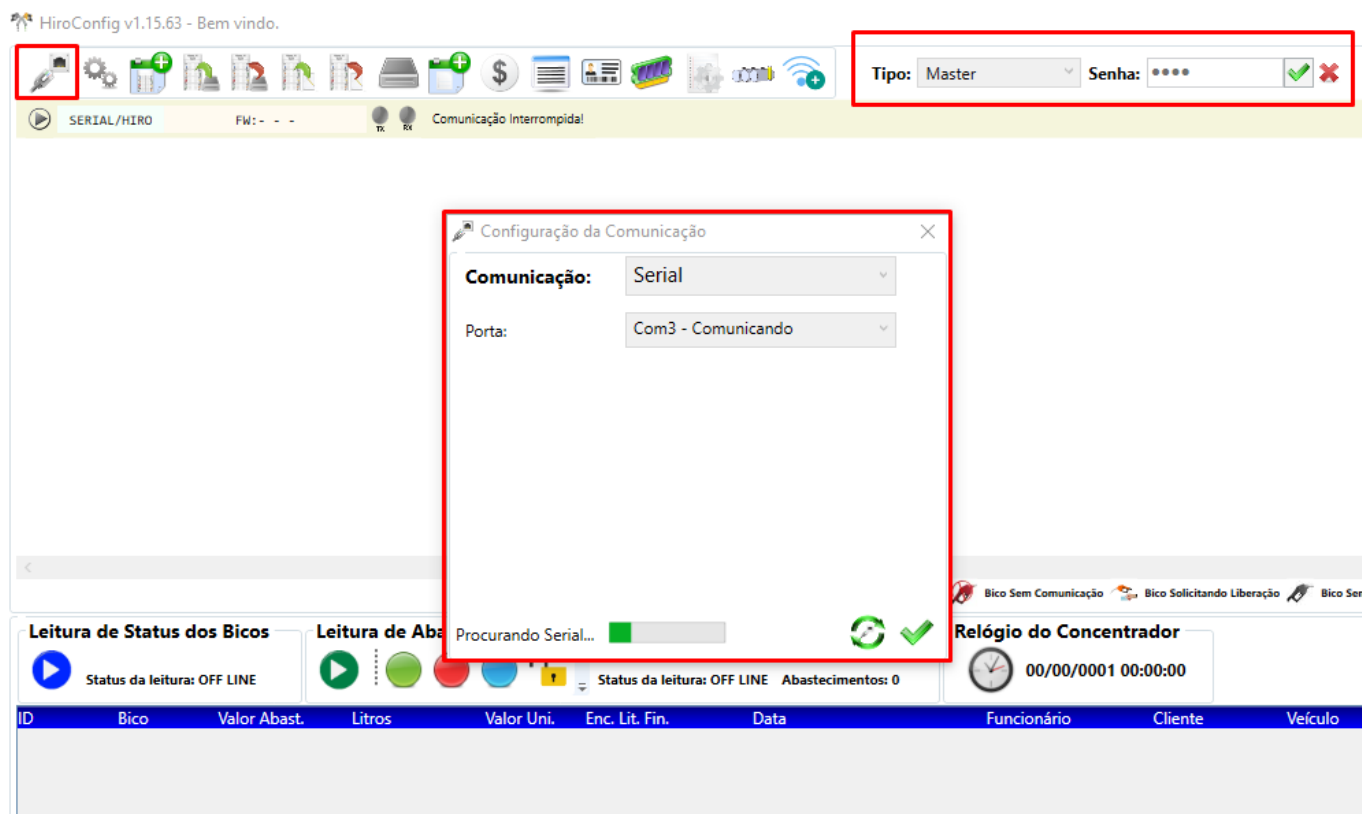 HiroConfig v1.15.63 - Bem vindo.
$
Tipo: Master Senha: ••••
SERIAL/HIRO FW:- - - TX RX Comunicação Interrompida!
Configuração da Comunicação
Comunicação: Serial
Porta: Com3 - Comunicando
Procurando Serial...
Bico Sem Comunicação Bico Solicitando Liberação Bico Ser
Leitura de Status dos Bicos Leitura de Aba Relógio do Concentrador
Status da leitura: OFF LINE Status da leitura: OFF LINE Abastecimentos: 0 00/00/0001 00:00:00
ID Bico Valor Abast. Litros Valor Uni. Enc. Lit. Fin. Data Funcionário Cliente Veículo